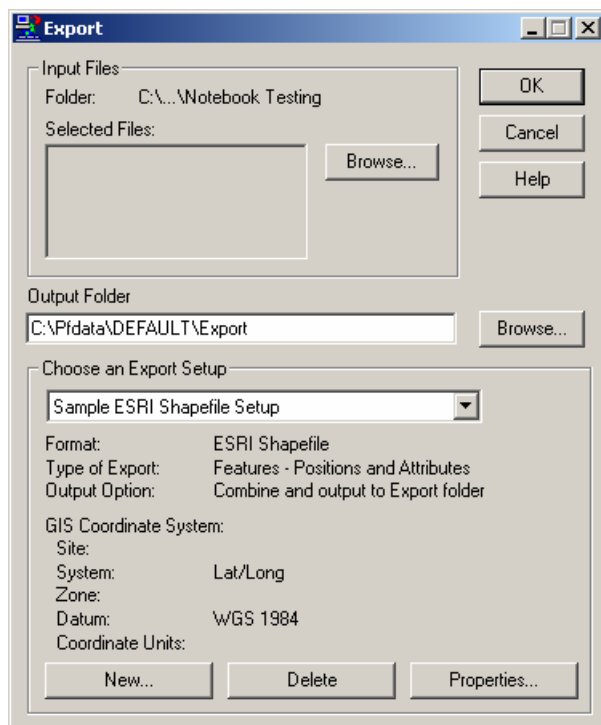 Export
Input Files
Folder: C:\...\Notebook Testing
Selected Files:
Browse...
OK
Cancel
Help
Output Folder
C:\Pfdata\DEFAULT\Export
Browse...
Choose an Export Setup
Sample ESRI Shapefile Setup
Format: ESRI Shapefile
Type of Export: Features - Positions and Attributes
Output Option: Combine and output to Export folder
GIS Coordinate System:
Site:
System: Lat/Long
Zone:
Datum: WGS 1984
Coordinate Units:
New...
Delete
Properties...